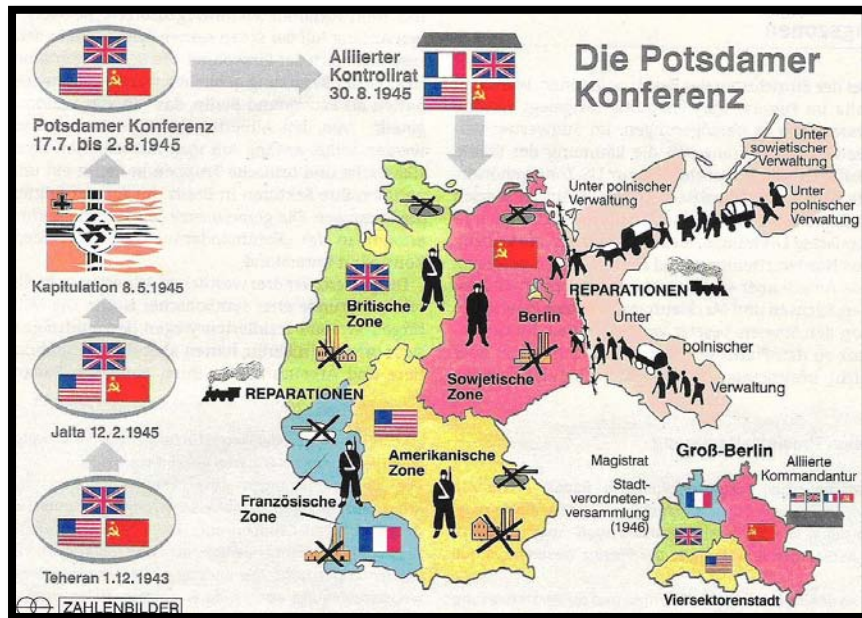 Die Potsdamer
Konferenz
Alliierter
Kontrollrat
30.8.1945
Potsdamer Konferenz
17.7. bis 2.8.1945
Kapitulation 8.5.1945
Jalta 12.2.1945
Teheran 1.12.1943
ZAHLENBILDER
Unter
sowjetischer
Verwaltung
Unter polnischer
Verwaltung
Unter
polnischer
Verwaltung
Britische
Zone
Berlin
REPARATIONEN
Unter
polnischer
Verwaltung
Sowjetische
Zone
REPARATIONEN
Amerikanische
Zone
Französische
Zone
Groß-Berlin
Magistrat
Stadt-
verordneten-
versammlung
(1946)
Alliierte
Kommandantur
Viersektorenstadt